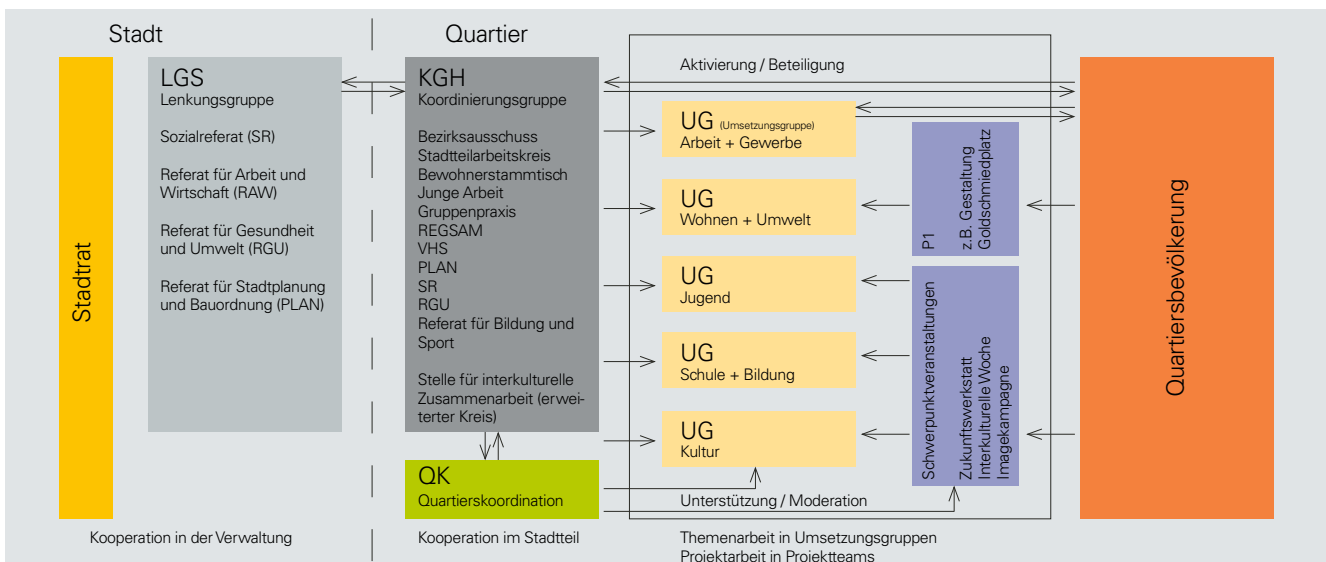 Stadt
Quartier
Stadtrat
LGS
Lenkungsgruppe
Sozialreferat (SR)
Referat für Arbeit und
Wirtschaft (RAW)
Referat für Gesundheit
und Umwelt (RGU)
Referat für Stadtplanung
und Bauordnung (PLAN)
KGH
Koordinierungsgruppe
Bezirksausschuss
Stadtteilarbeitskreis
Bewohnerstammtisch
Junge Arbeit
Gruppenpraxis
REGSAM
VHS
PLAN
SR
RGU
Referat für Bildung und
Sport
Stelle für interkulturelle
Zusammenarbeit (erwei-
terter Kreis)
QK
Quartierskoordination
Aktivierung / Beteiligung
UG (Umsetzungsgruppe)
Arbeit + Gewerbe
UG
Wohnen + Umwelt
UG
Jugend
UG
Schule + Bildung
UG
Kultur
Unterstützung / Moderation
P1
z.B. Gestaltung
Goldschmiedplatz
Schwerpunktveranstaltungen
Zukunftswerkstatt
Interkulturelle Woche
Imagekampagne
Quartiersbevölkerung
Kooperation in der Verwaltung
Kooperation im Stadtteil
Themenarbeit in Umsetzungsgruppen
Projektarbeit in Projektteams